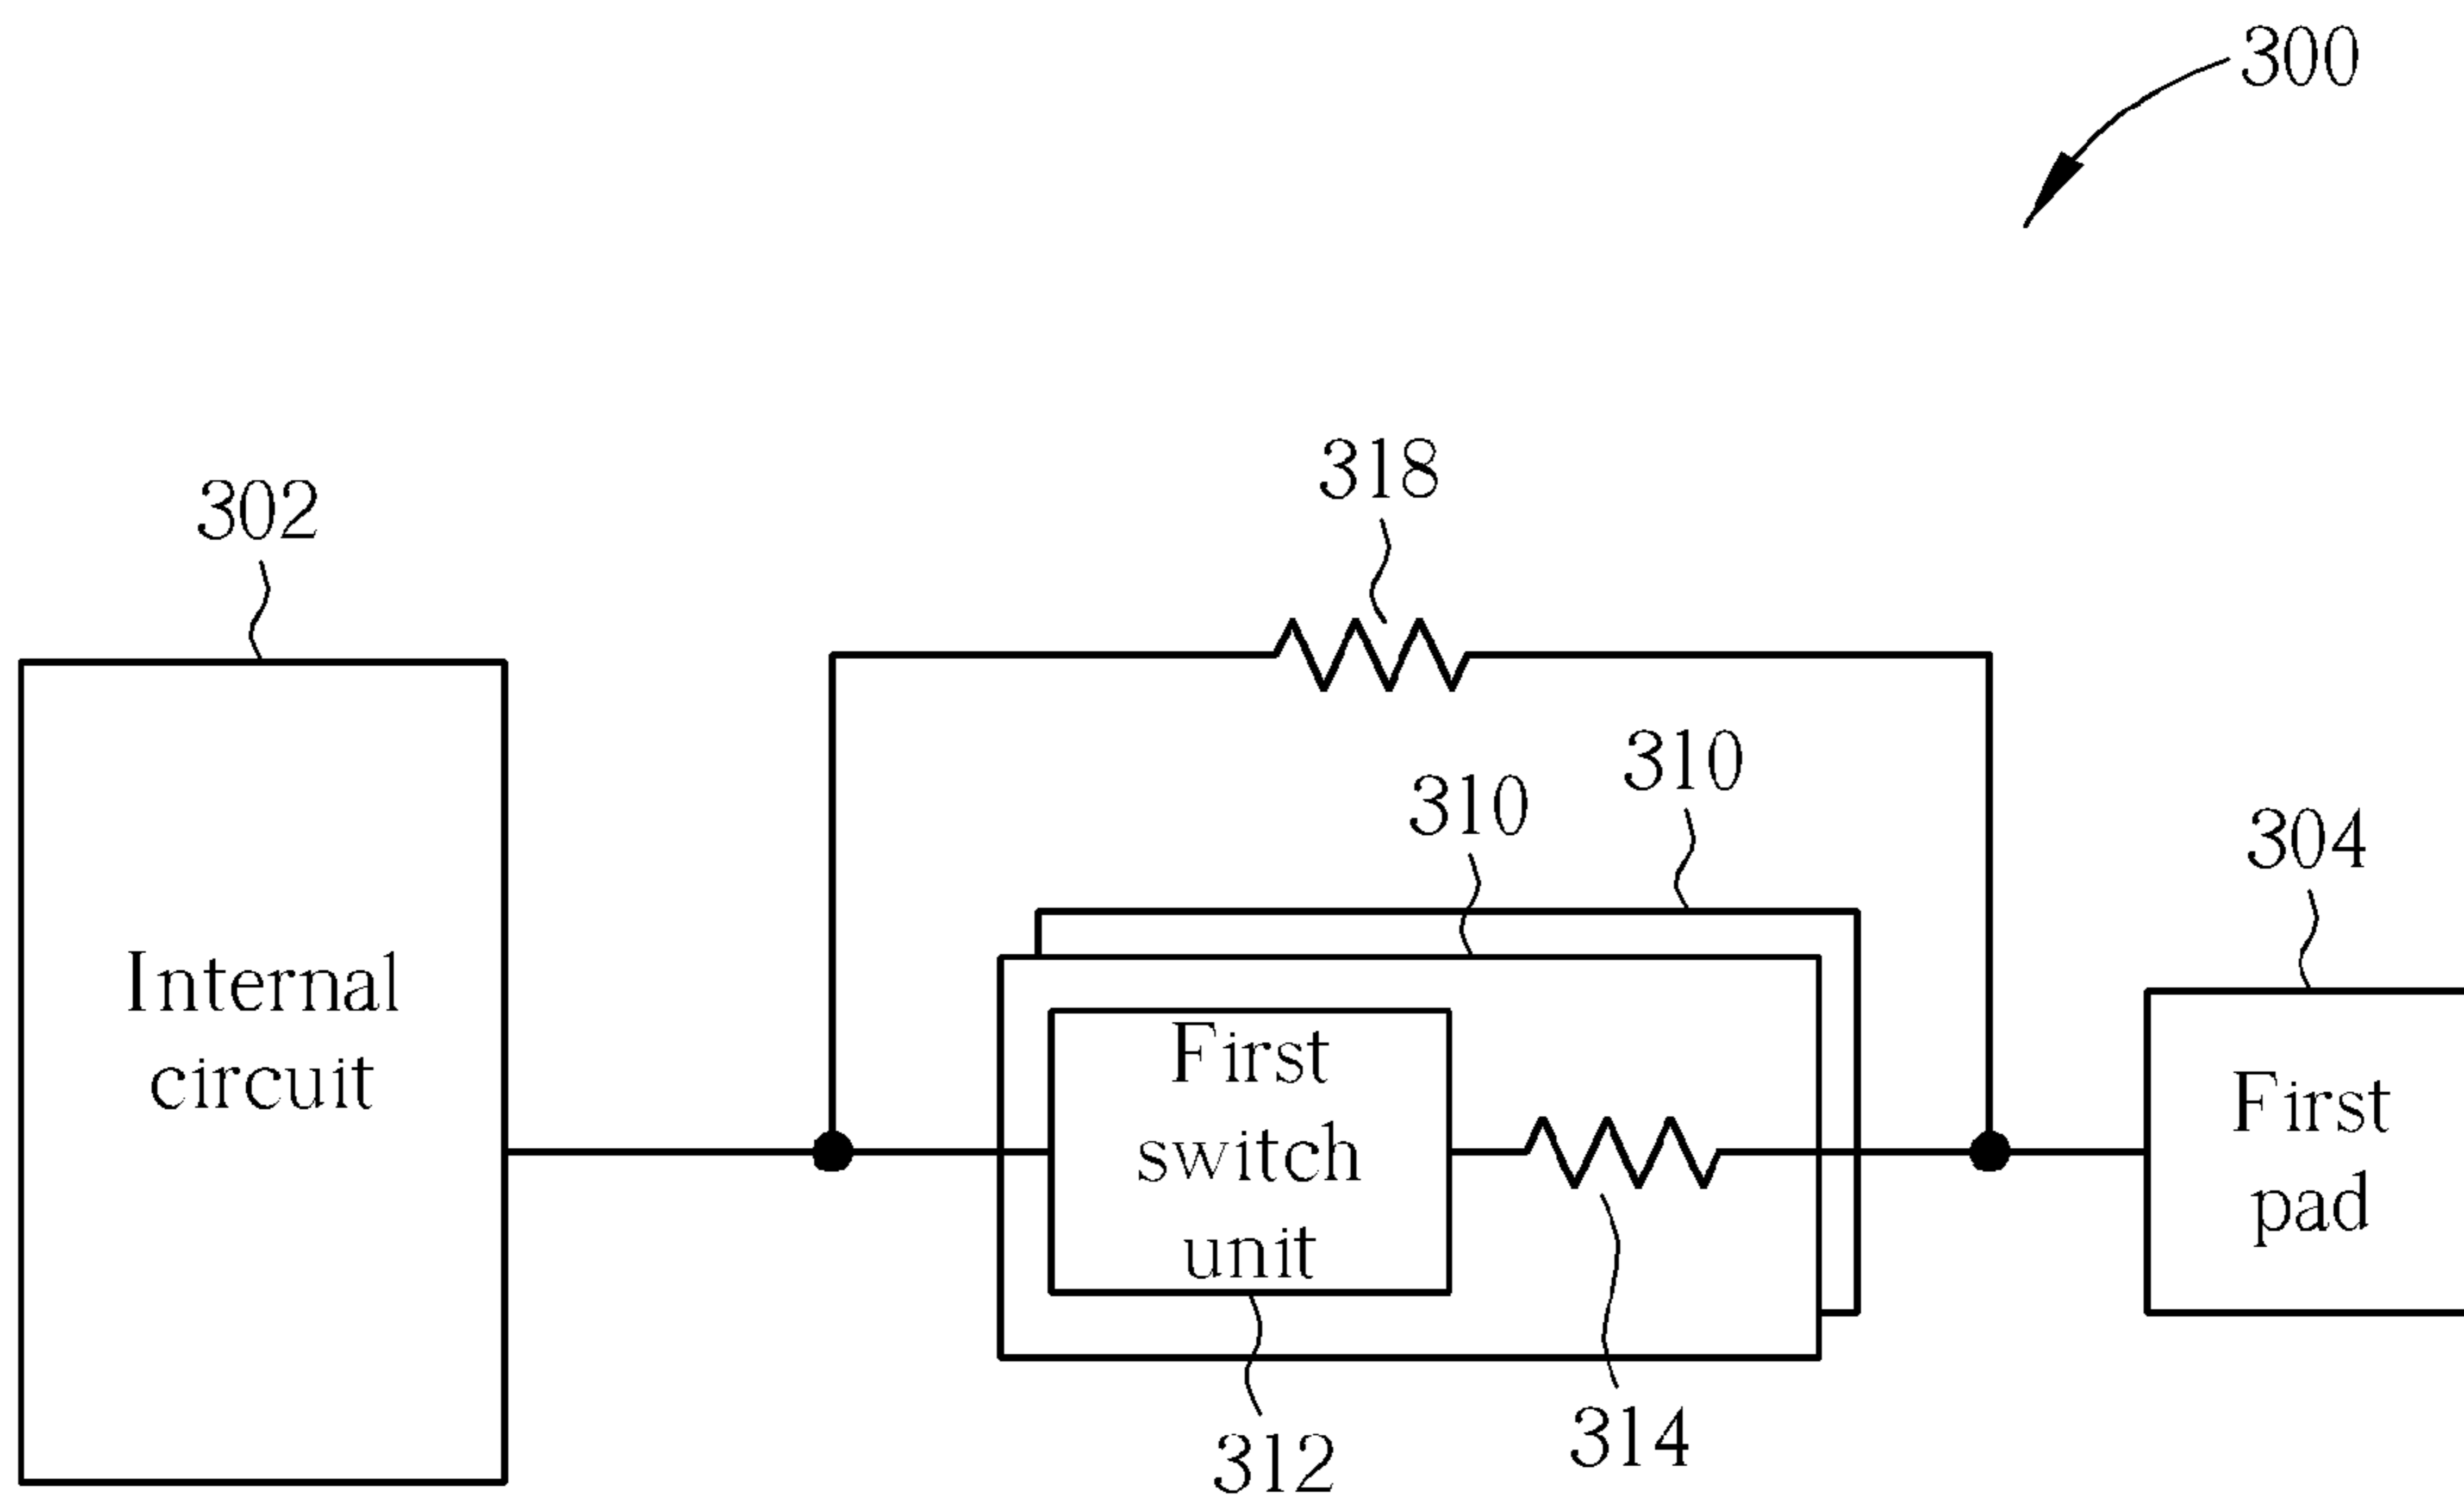 300
318
302
310
310
304
Internal
circuit
First
switch
unit
First
pad
314
312